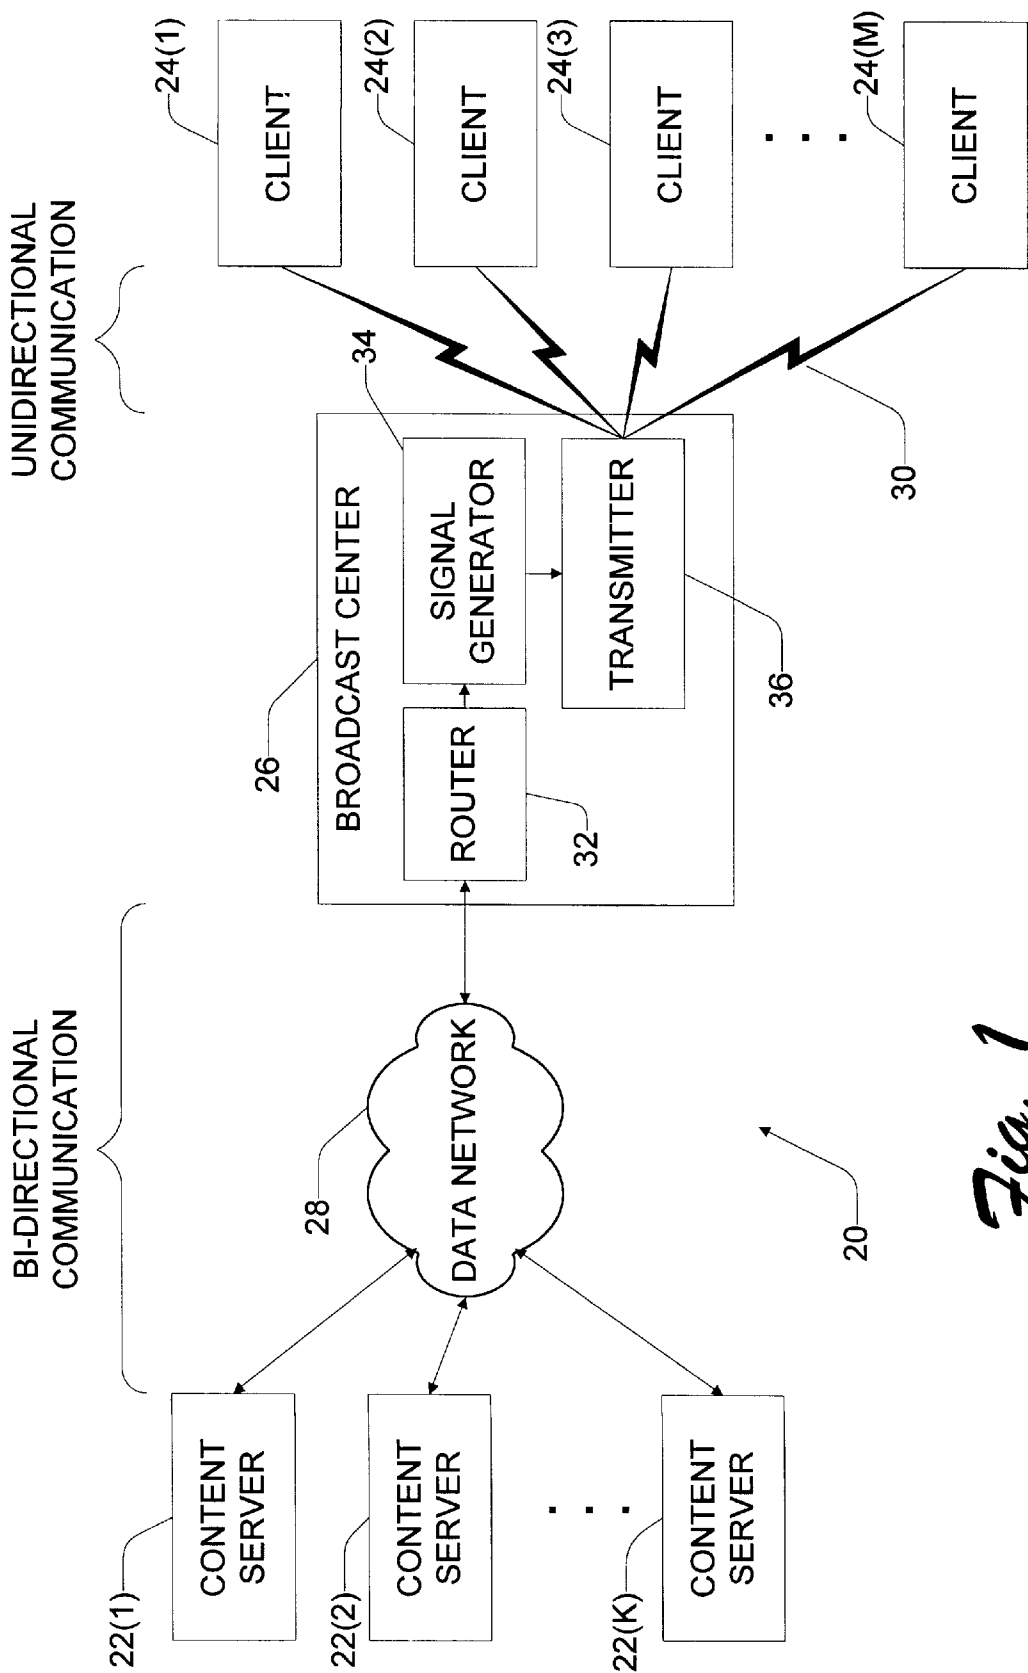 BI-DIRECTIONAL
COMMUNICATION
UNIDIRECTIONAL
COMMUNICATION
22(1)
CONTENT
SERVER
22(2)
CONTENT
SERVER
. . .
22(K)
CONTENT
SERVER
28
DATA NETWORK
26
BROADCAST CENTER
ROUTER
32
34
SIGNAL
GENERATOR
TRANSMITTER
36
30
24(1)
CLIENT
24(2)
CLIENT
24(3)
CLIENT
. . .
24(M)
CLIENT
20
Fig. 1